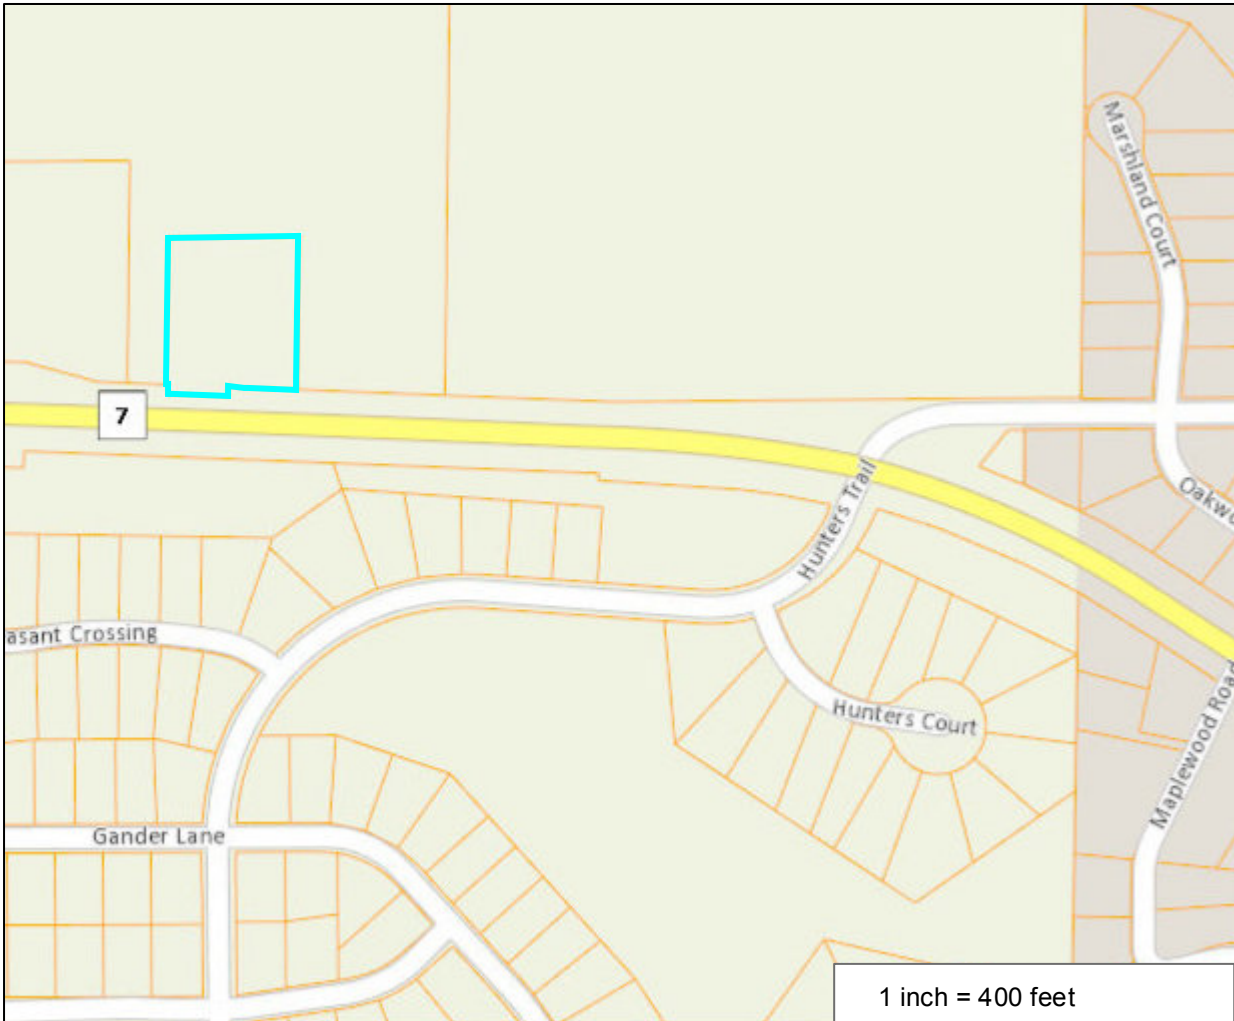 Marshland Court
7
Hunters Trail
Oakwo
asant Crossing
Hunters Court
Maplewood Road
Gander Lane
1 inch = 400 feet